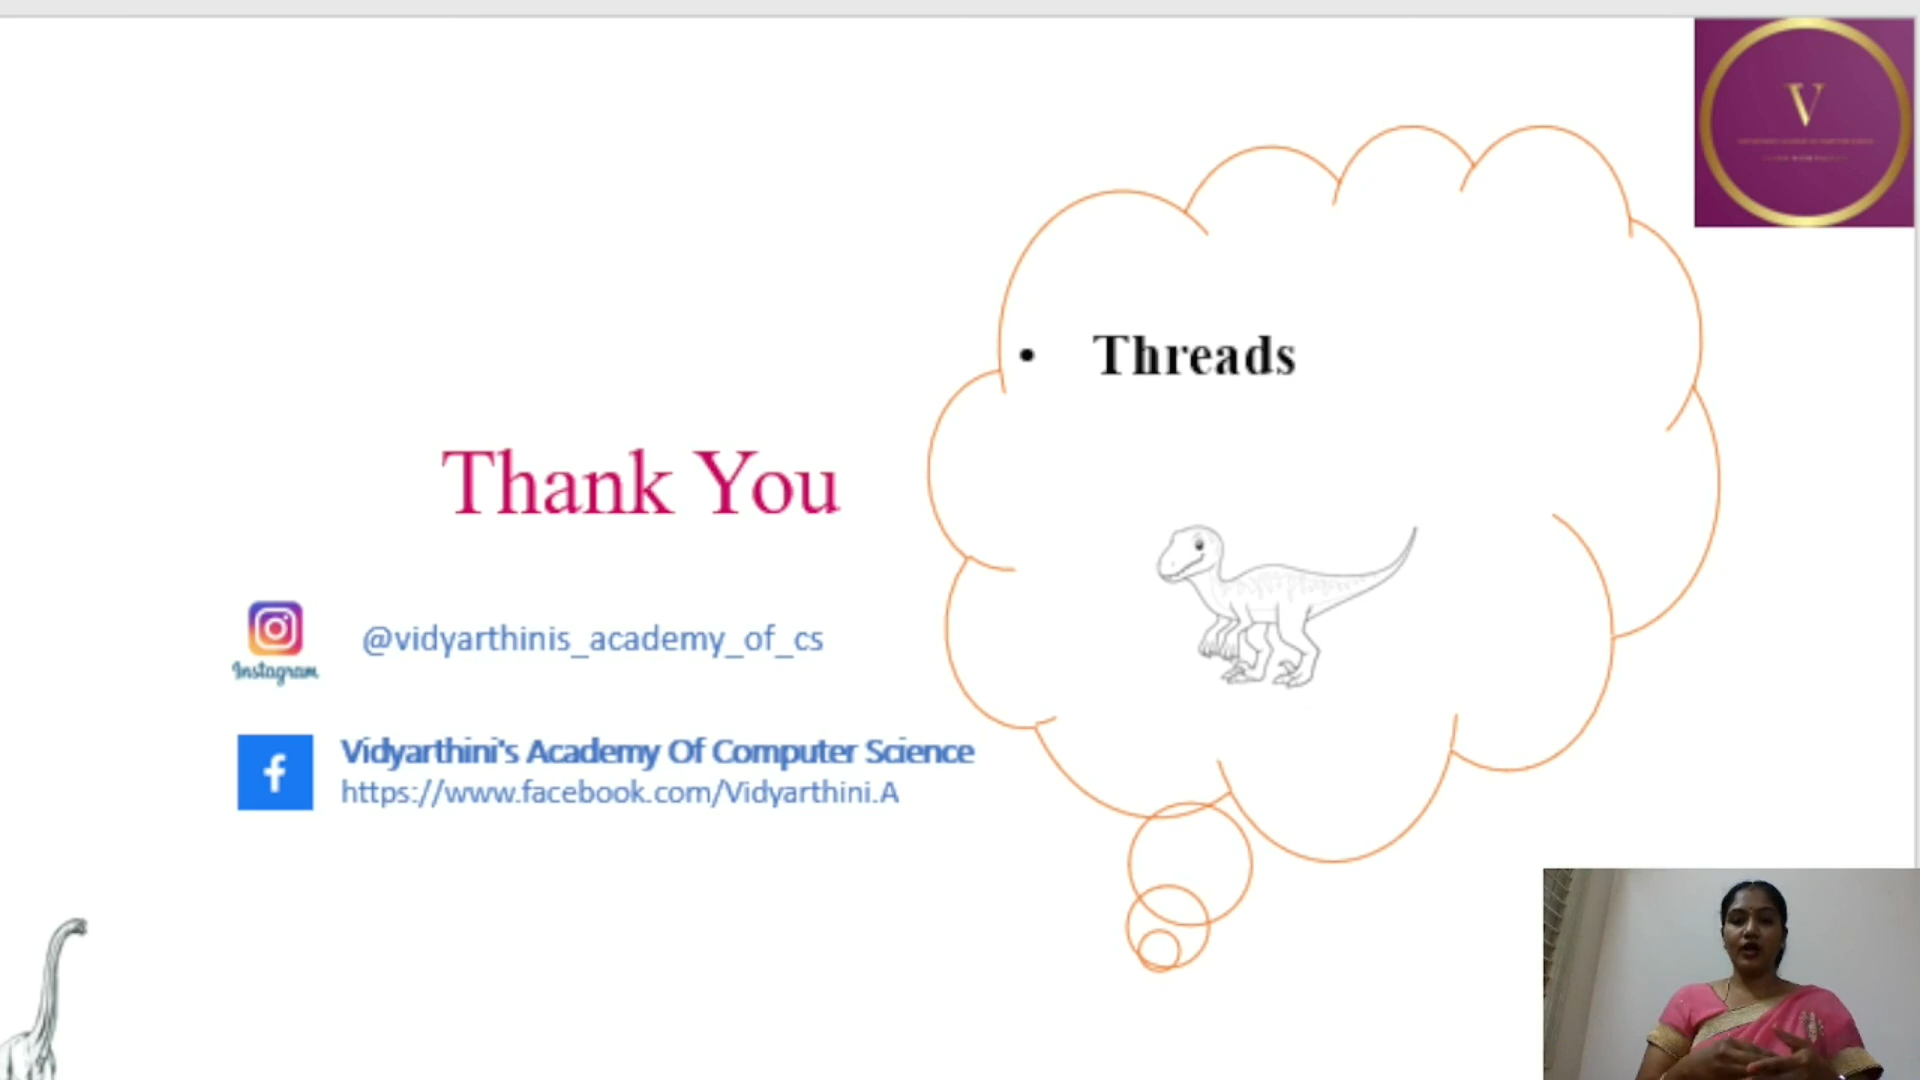 V
• Threads
Thank You
Instagram
@vidyarthinis_academy_of_cs
Vidyarthini's Academy Of Computer Science
https://www.facebook.com/Vidyarthini.A